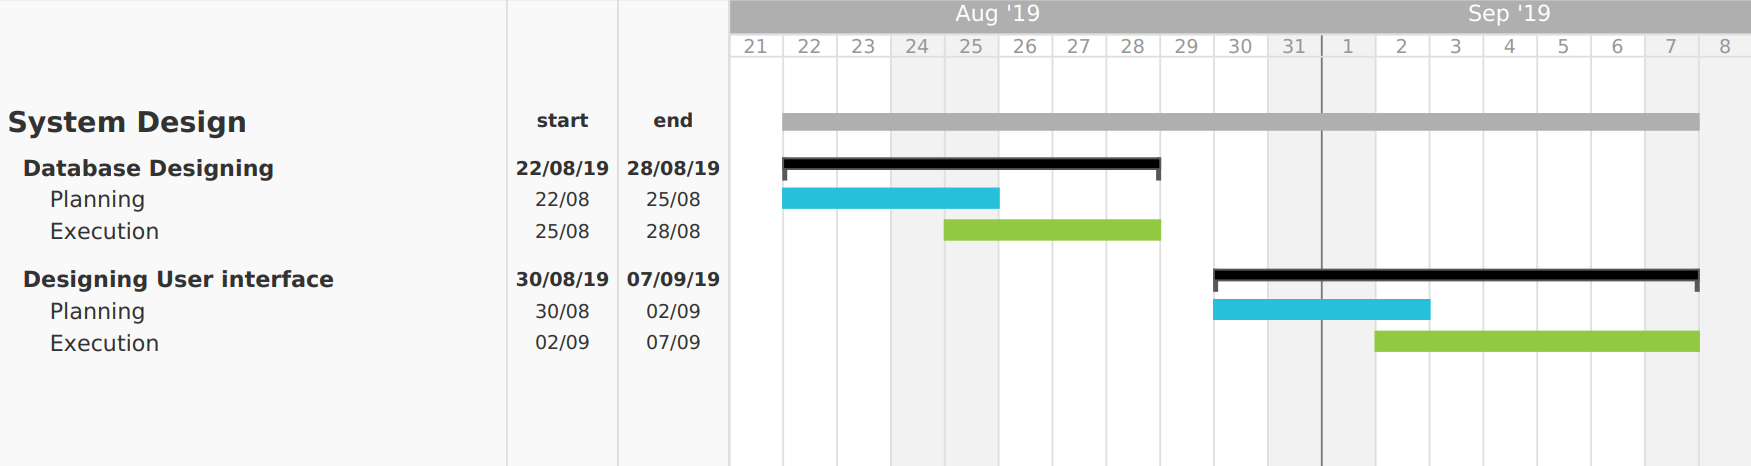 Aug '19 Sep '19
21 22 23 24 25 26 27 28 29 30 31 1 2 3 4 5 6 7 8
System Design start end
Database Designing 22/08/19 28/08/19
Planning 22/08 25/08
Execution 25/08 28/08
Designing User interface 30/08/19 07/09/19
Planning 30/08 02/09
Execution 02/09 07/09